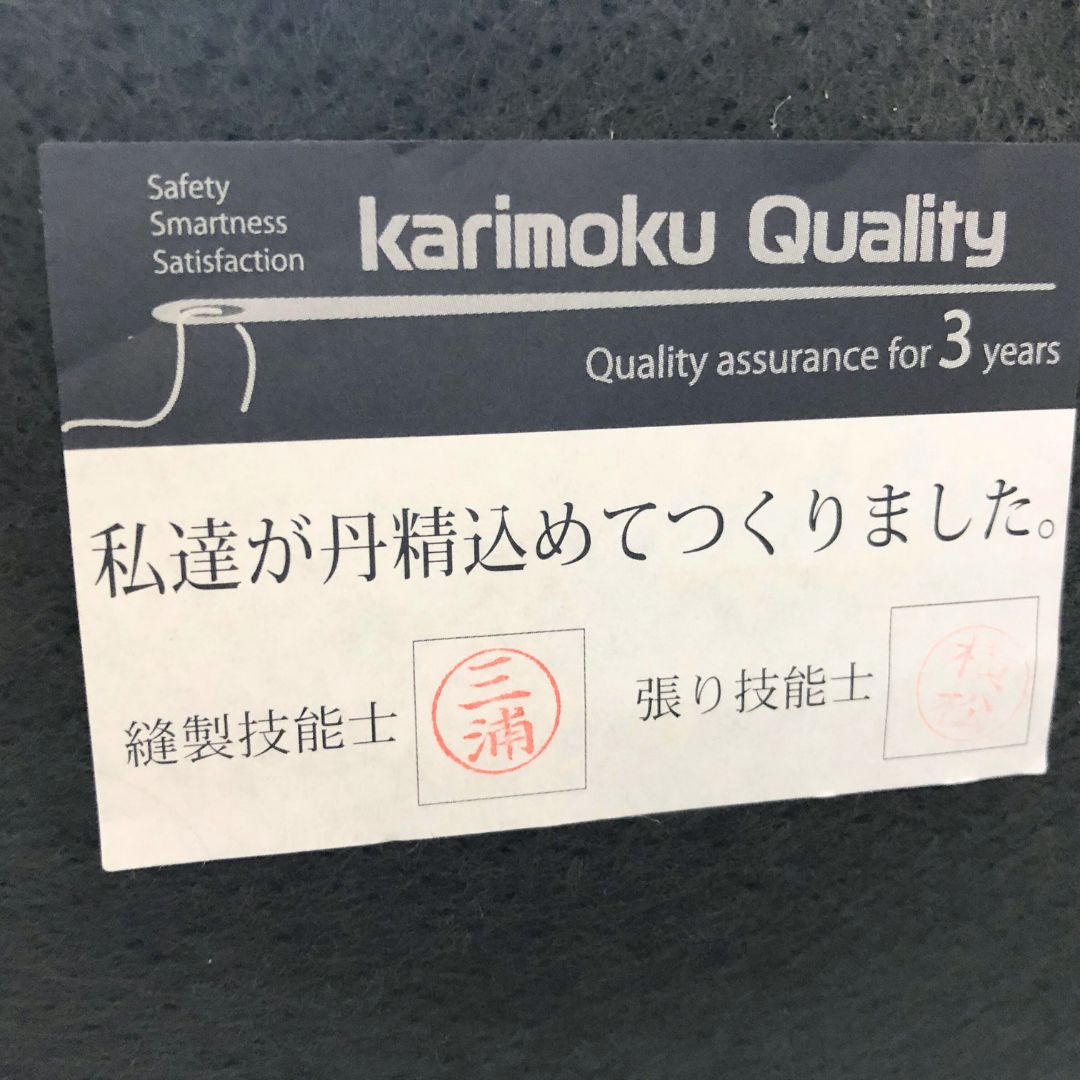 Safety
Smartness
Satisfaction
karimoku Quality
Quality assurance for 3 years
私達が丹精込めてつくりました。
縫製技能士
三浦
張り技能士